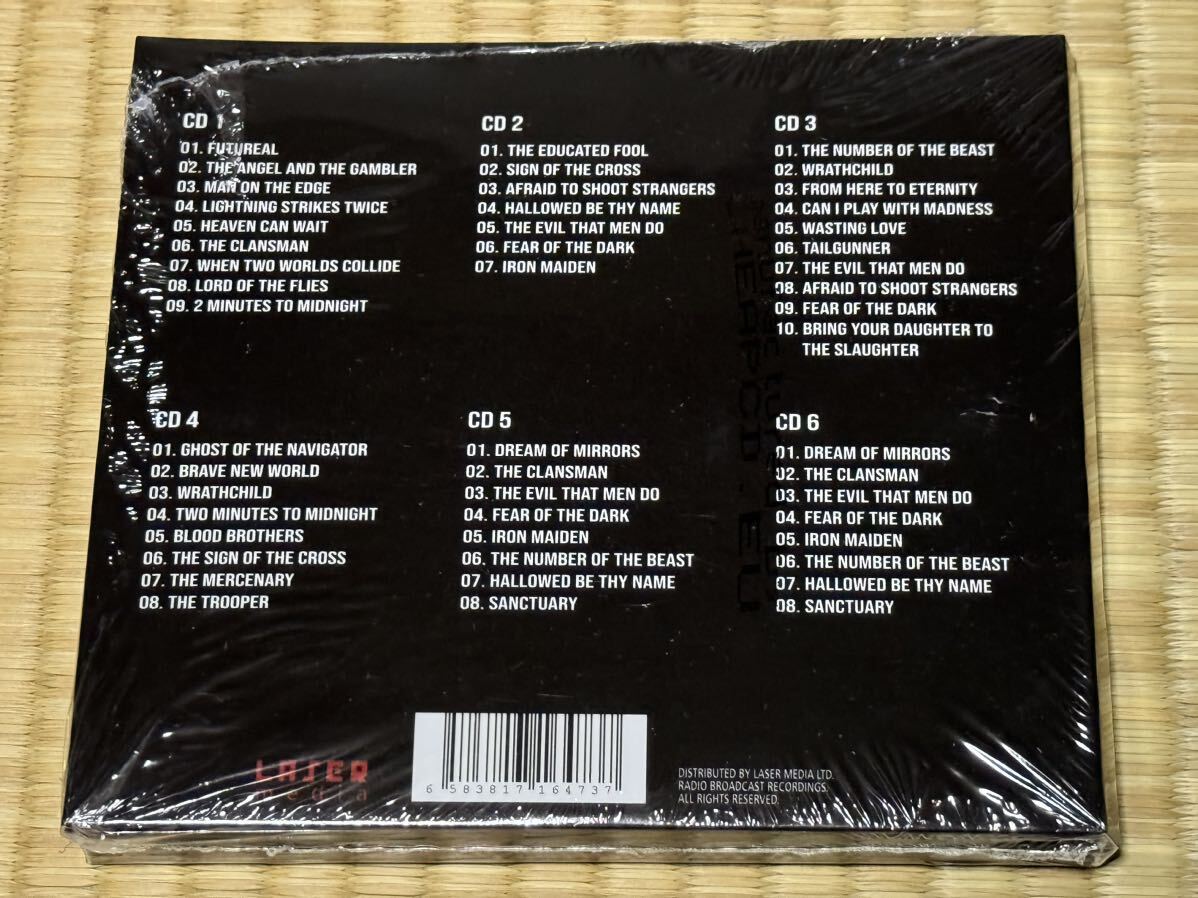 CD 1
01. FUTUREAL
02. THE ANGEL AND THE GAMBLER
03. MAN ON THE EDGE
04. LIGHTNING STRIKES TWICE
05. HEAVEN CAN WAIT
06. THE CLANSMAN
07. WHEN TWO WORLDS COLLIDE
08. LORD OF THE FLIES
09. 2 MINUTES TO MIDNIGHT
CD 2
01. THE EDUCATED FOOL
02. SIGN OF THE CROSS
03. AFRAID TO SHOOT STRANGERS
04. HALLOWED BE THY NAME
05. THE EVIL THAT MEN DO
06. FEAR OF THE DARK
07. IRON MAIDEN
CD 3
01. THE NUMBER OF THE BEAST
02. WRATHCHILD
03. FROM HERE TO ETERNITY
04. CAN I PLAY WITH MADNESS
05. WASTING LOVE
06. TAILGUNNER
07. THE EVIL THAT MEN DO
08. AFRAID TO SHOOT STRANGERS
09. FEAR OF THE DARK
10. BRING YOUR DAUGHTER TO
THE SLAUGHTER
CD 4
01. GHOST OF THE NAVIGATOR
02. BRAVE NEW WORLD
03. WRATHCHILD
04. TWO MINUTES TO MIDNIGHT
05. BLOOD BROTHERS
06. THE SIGN OF THE CROSS
07. THE MERCENARY
08. THE TROOPER
CD 5
01. DREAM OF MIRRORS
02. THE CLANSMAN
03. THE EVIL THAT MEN DO
04. FEAR OF THE DARK
05. IRON MAIDEN
06. THE NUMBER OF THE BEAST
07. HALLOWED BE THY NAME
08. SANCTUARY
CD 6
01. DREAM OF MIRRORS
02. THE CLANSMAN
03. THE EVIL THAT MEN DO
04. FEAR OF THE DARK
05. IRON MAIDEN
06. THE NUMBER OF THE BEAST
07. HALLOWED BE THY NAME
08. SANCTUARY
LASER
media
6 583817 164737
DISTRIBUTED BY LASER MEDIA LTD.
RADIO BROADCAST RECORDINGS.
ALL RIGHTS RESERVED.